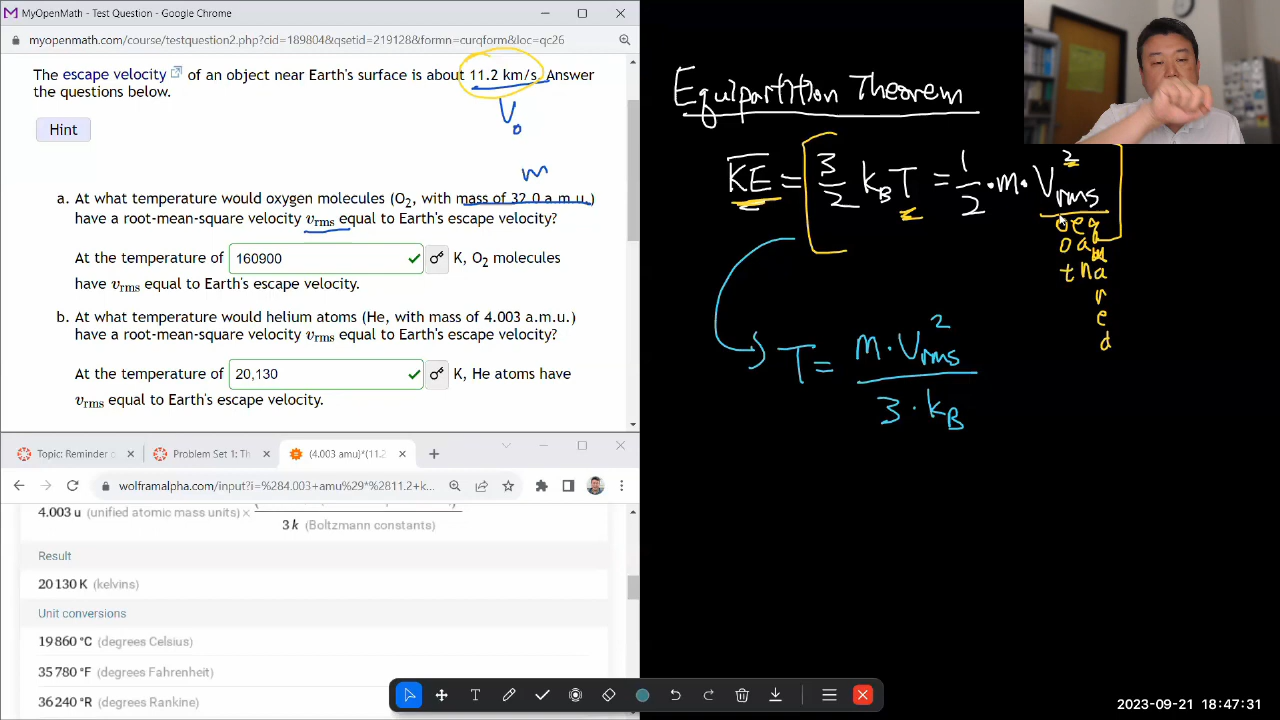 MyOpenMath - Test Question - Google Chrome
myopenmath.com/course/testquestion2.php?cid=189804&qsetid=219128&formn=curqform&loc=qc26
The escape velocity of an object near Earth's surface is about 11.2 km/s. Answer
the questions below.
V₀
Hint
m
a. At what temperature would oxygen molecules (O₂, with mass of 32.0 a.m.u.)
have a root-mean-square velocity vrms equal to Earth's escape velocity?
At the temperature of 160900 K, O₂ molecules
have vrms equal to Earth's escape velocity.
b. At what temperature would helium atoms (He, with mass of 4.003 a.m.u.)
have a root-mean-square velocity vrms equal to Earth's escape velocity?
At the temperature of 20,130 K, He atoms have
vrms equal to Earth's escape velocity.
Topic: Reminder o
Problem Set 1: Th
(4.003 amu)*(11.2
wolframalpha.com/input?i=%284.003+amu%29*%2811.2+k...
4.003 u (unified atomic mass units) ×
3 k (Boltzmann constants)
Result
20130 K (kelvins)
Unit conversions
19860 °C (degrees Celsius)
35780 °F (degrees Fahrenheit)
36240 °R (degrees Rankine)
Equipartition Theorem
KE = [3/2 k_B T = 1/2 · m · V_rms²]
root
mean
squared
T = m · V_rms² / 3 · k_B
T
2023-09-21 18:47:31